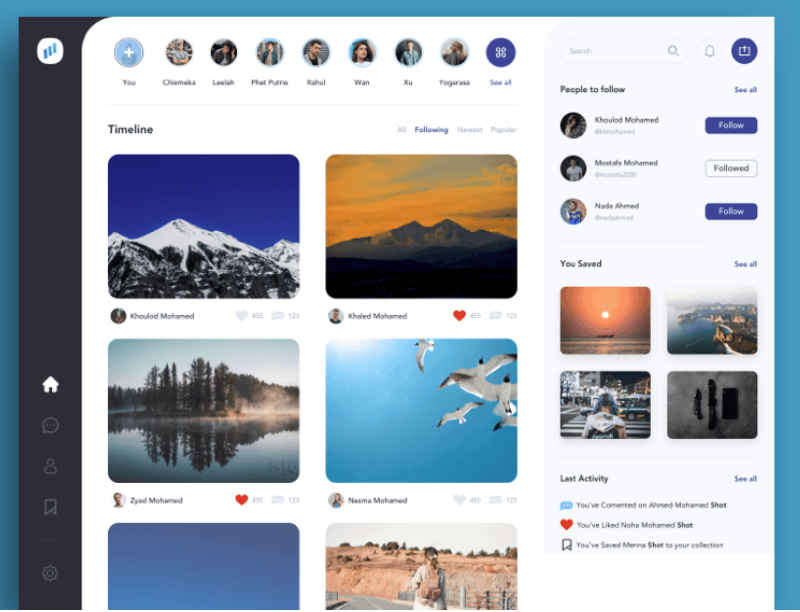 You
Chiemeka
Leelah
Phet Putrie
Rahul
Wan
Xu
Yogarasa
See all
Timeline
All Following Newest Populer
Khoulod Mohamed 455 123
Khaled Mohamed 455 123
Zyad Mohamed 455 123
Nesma Mohamed 455 123
Search
People to follow See all
Khoulod Mohamed
@khmohamed
Follow
Mostafa Mohamed
@mostafa2020
Followed
Nada Ahmed
@nadaahmed
Follow
You Saved See all
Last Activity See all
You've Comented on Ahmed Mohamed Shot
You've Liked Noha Mohamed Shot
You've Saved Menna Shot to your collection